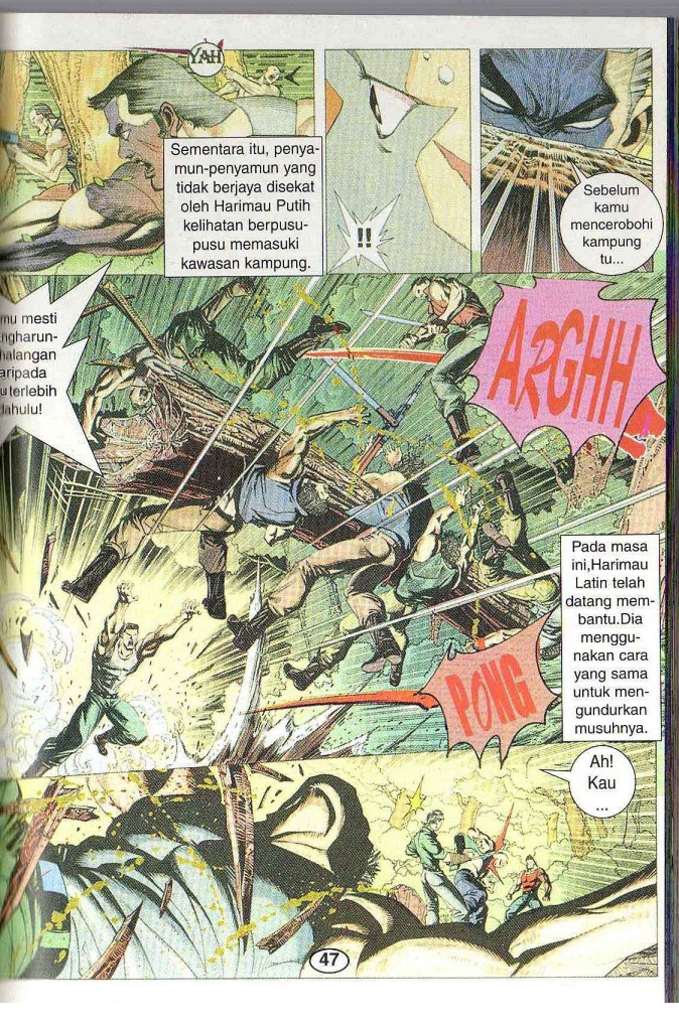 YAH
Sementara itu, penya-
mun-penyamun yang
tidak berjaya disekat
oleh Harimau Putih
kelihatan berpusu-
pusu memasuki
kawasan kampung.
!!
Sebelum
kamu
mencerobohi
kampung
tu...
mu mesti
ngharun-
halangan
aripada
u terlebih
dahulu!
ARGHH
Pada masa
ini,Harimau
Latin telah
datang mem-
bantu.Dia
menggu-
nakan cara
yang sama
untuk men-
gundurkan
musuhnya.
PONG
Ah!
Kau
...
47